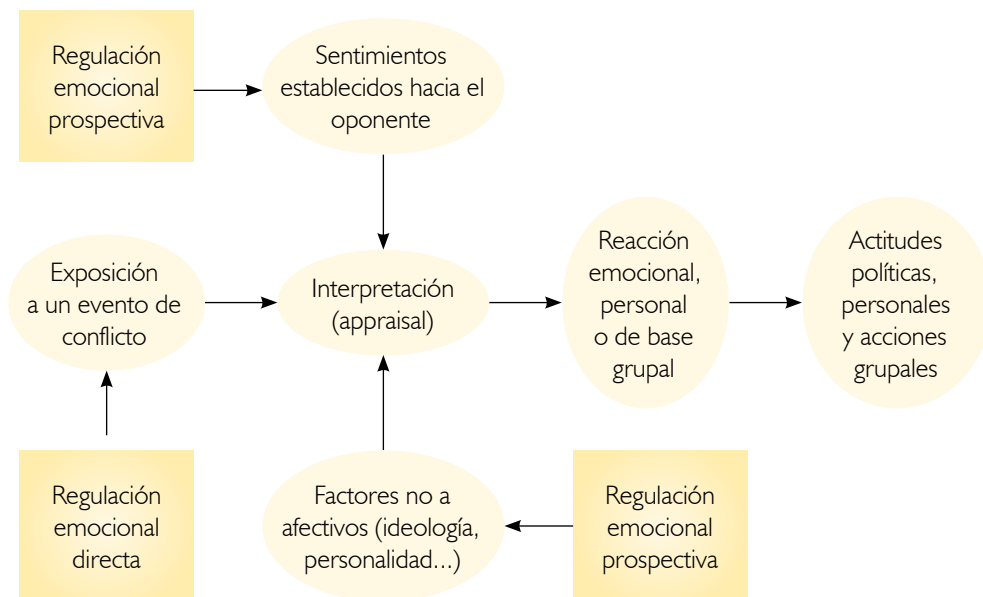 Regulación
emocional
prospectiva
Sentimientos
establecidos hacia el
oponente
Exposición
a un evento de
conflicto
Interpretación
(appraisal)
Reacción
emocional,
personal
o de base
grupal
Actitudes
políticas,
personales
y acciones
grupales
Regulación
emocional
directa
Factores no a
afectivos (ideología,
personalidad...)
Regulación
emocional
prospectiva